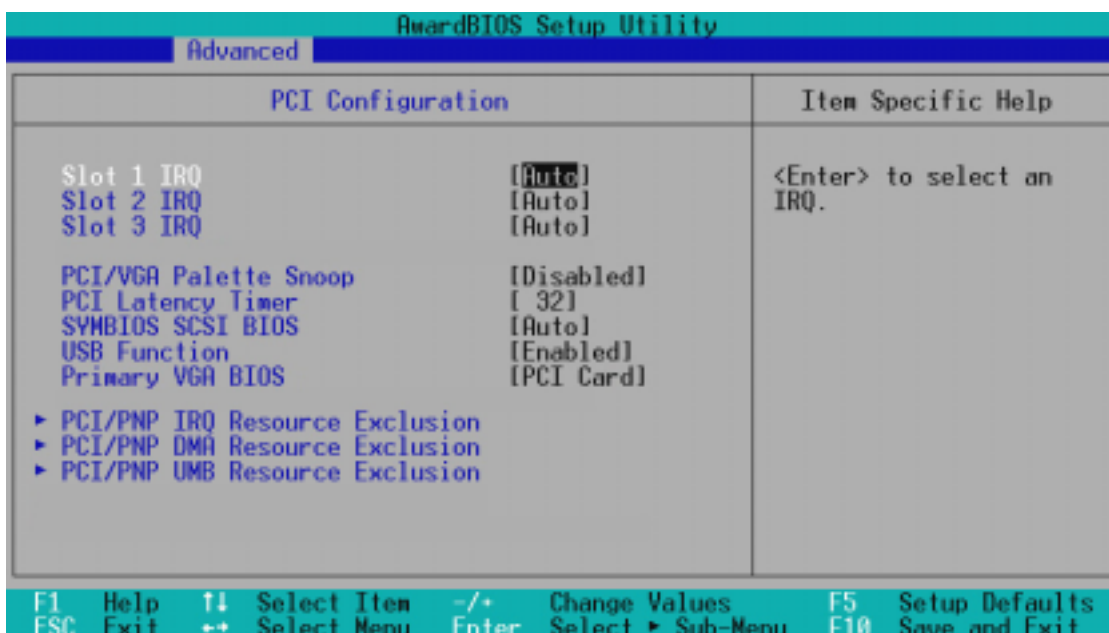 AwardBIOS Setup Utility
Advanced
PCI Configuration
Item Specific Help
Slot 1 IRQ [Auto]
Slot 2 IRQ [Auto]
Slot 3 IRQ [Auto]
PCI/VGA Palette Snoop [Disabled]
PCI Latency Timer [ 32]
SYMBIOS SCSI BIOS [Auto]
USB Function [Enabled]
Primary VGA BIOS [PCI Card]
► PCI/PNP IRQ Resource Exclusion
► PCI/PNP DMA Resource Exclusion
► PCI/PNP UMB Resource Exclusion
<Enter> to select an
IRQ.
F1 Help ↑↓ Select Item -/+ Change Values F5 Setup Defaults
ESC Exit ←→ Select Menu Enter Select ► Sub-Menu F10 Save and Exit